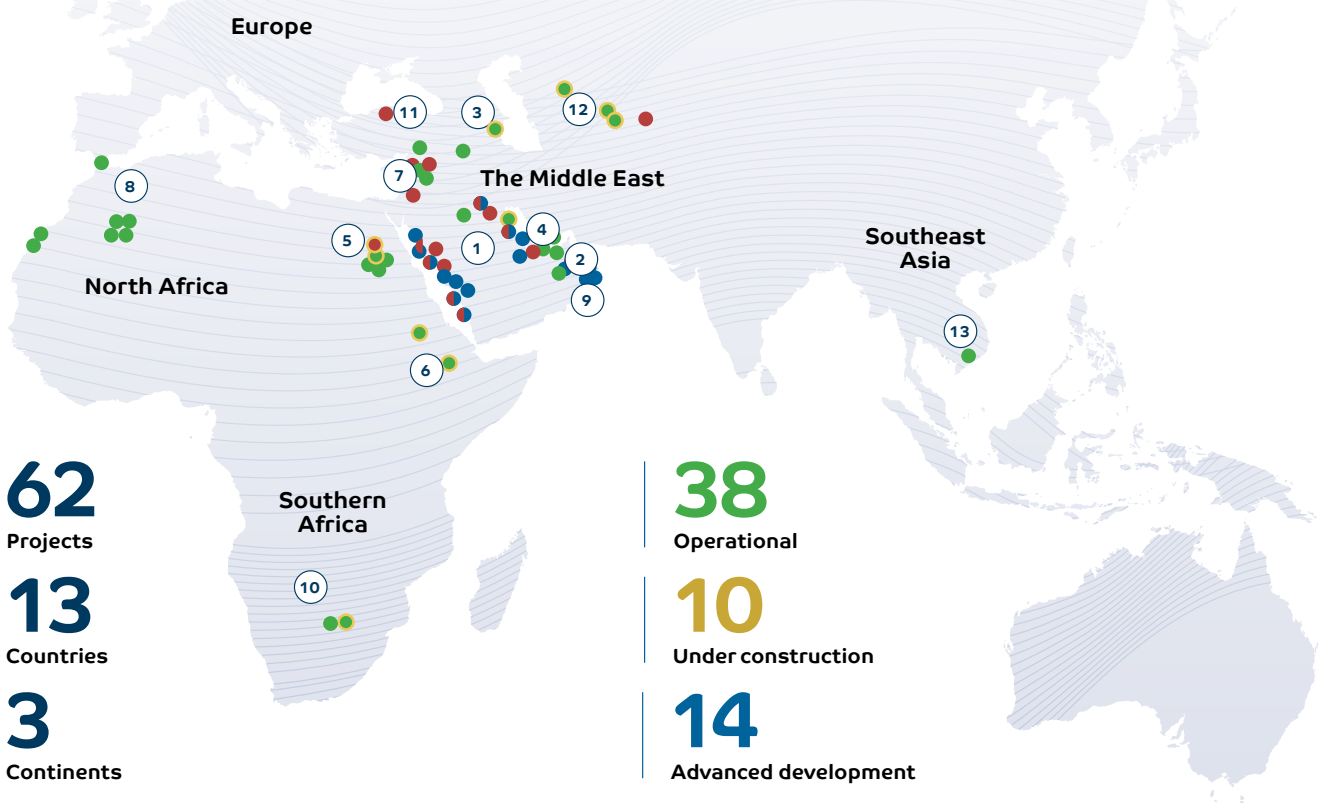 Europe
11
3
12
7
The Middle East
8
5
1
4
2
9
Southeast
Asia
North Africa
13
6
62
Projects
13
Countries
3
Continents
Southern
Africa
10
38
Operational
10
Under construction
14
Advanced development